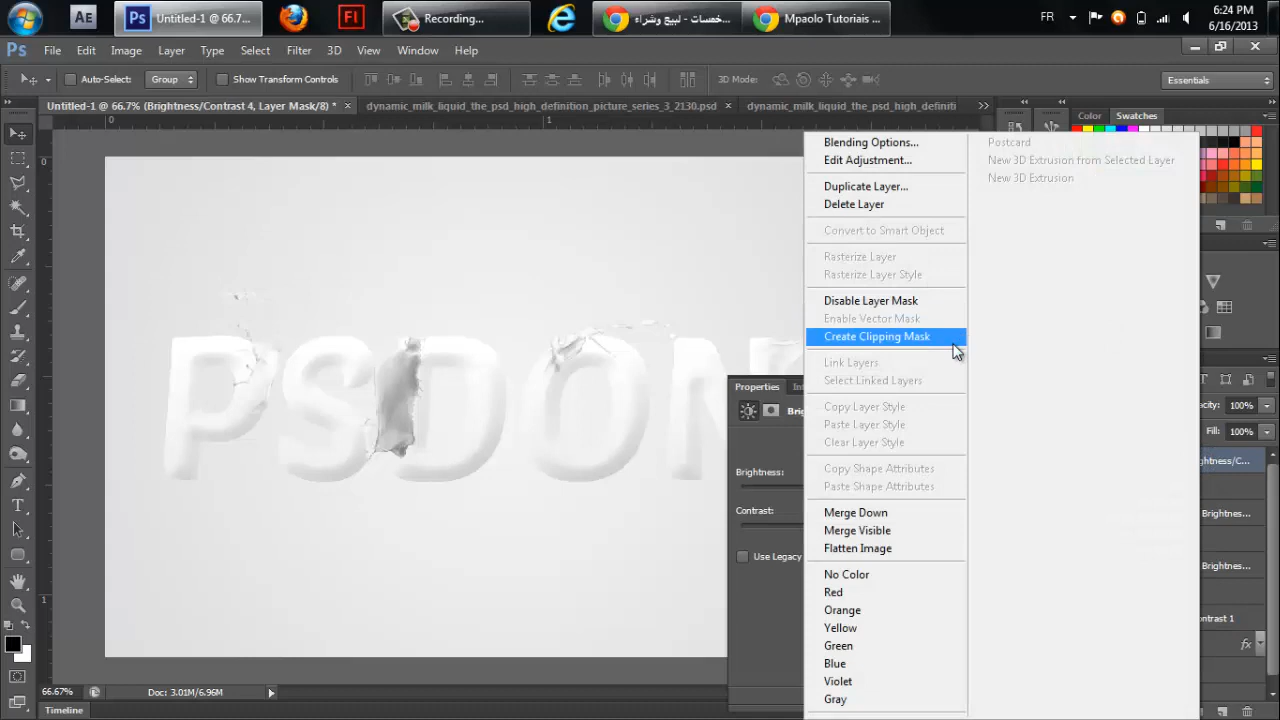 Ps Untitled-1 @ 66.7% (...
Recording...
خمسات - لبيع وشراء...
Mpaolo Tutoriais ...
FR
6:24 PM
6/16/2013
Ps File Edit Image Layer Type Select Filter 3D View Window Help
Auto-Select: Group Show Transform Controls 3D Mode: Essentials
Untitled-1 @ 66.7% (Brightness/Contrast 4, Layer Mask/8) *
dynamic_milk_liquid_the_psd_high_definition_picture_series_3_2130.psd
dynamic_milk_liquid_the_psd_high_definiti
Color Swatches
0 1
0
1
PSDON
Blending Options...
Edit Adjustment...
Duplicate Layer...
Delete Layer
Convert to Smart Object
Rasterize Layer
Rasterize Layer Style
Disable Layer Mask
Enable Vector Mask
Create Clipping Mask
Link Layers
Select Linked Layers
Copy Layer Style
Paste Layer Style
Clear Layer Style
Copy Shape Attributes
Paste Shape Attributes
Merge Down
Merge Visible
Flatten Image
No Color
Red
Orange
Yellow
Green
Blue
Violet
Gray
Postcard
New 3D Extrusion from Selected Layer
New 3D Extrusion
Properties
Brightness:
Contrast:
Use Legacy
100%
Fill: 100%
Brightnes...
Brightnes...
fx
66.67% Doc: 3.01M/6.96M
Timeline